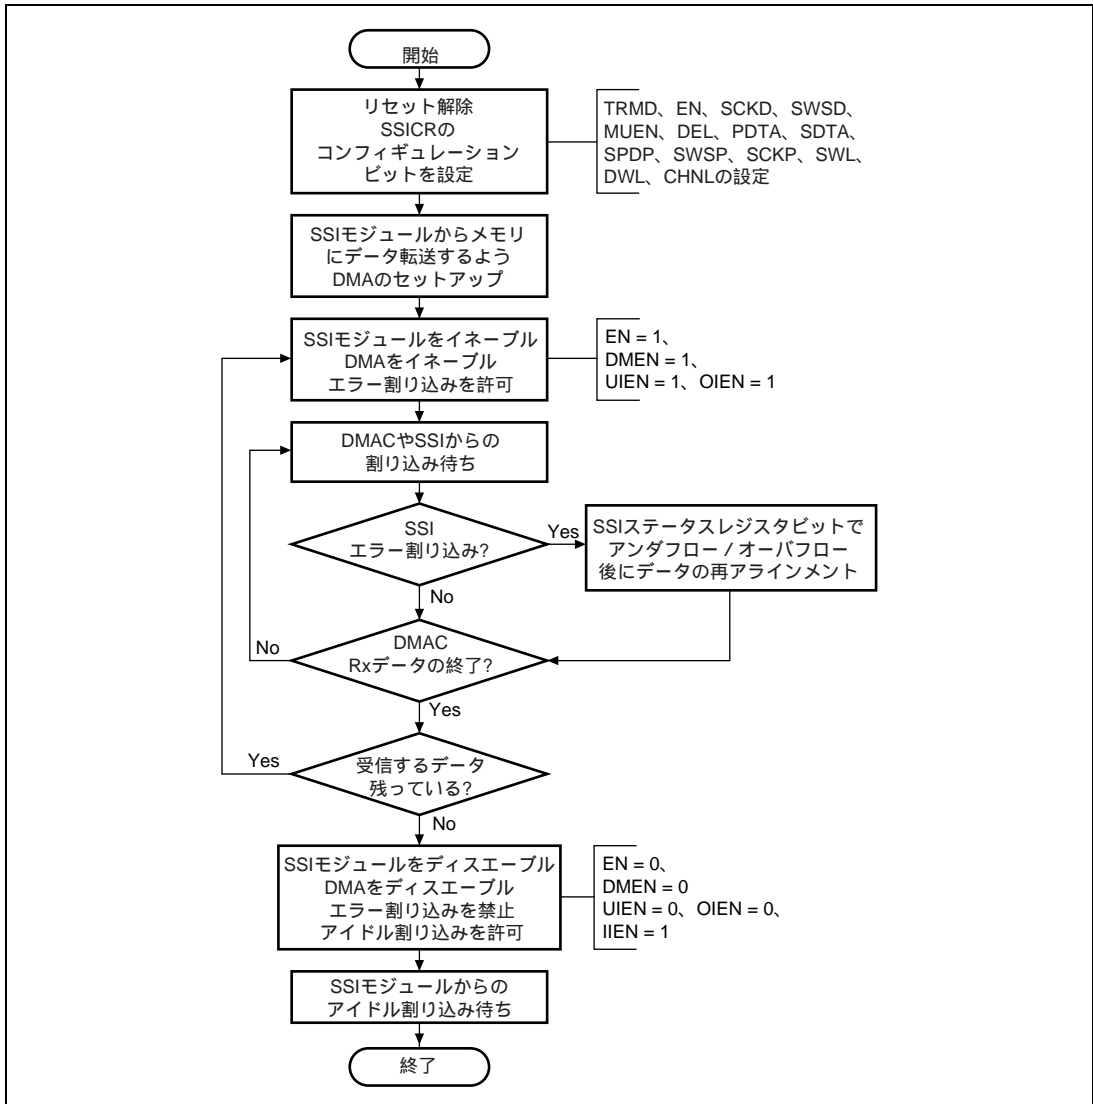 開始
リセット解除
SSICRの
コンフィギュレーション
ビットを設定
TRMD、EN、SCKD、SWSD、
MUEN、DEL、PDTA、SDTA、
SPDP、SWSP、SCKP、SWL、
DWL、CHNLの設定
SSIモジュールからメモリ
にデータ転送するよう
DMAのセットアップ
SSIモジュールをイネーブル
DMAをイネーブル
エラー割り込みを許可
EN = 1、
DMEN = 1、
UIEN = 1、OIEN = 1
DMACやSSIからの
割り込み待ち
SSI
エラー割り込み?
Yes
SSIステータスレジスタビットで
アンダフロー / オーバフロー
後にデータの再アラインメント
No
DMAC
Rxデータの終了?
No
Yes
受信するデータ
残っている?
Yes
No
SSIモジュールをディスエーブル
DMAをディスエーブル
エラー割り込みを禁止
アイドル割り込みを許可
EN = 0、
DMEN = 0
UIEN = 0、OIEN = 0、
IIEN = 1
SSIモジュールからの
アイドル割り込み待ち
終了